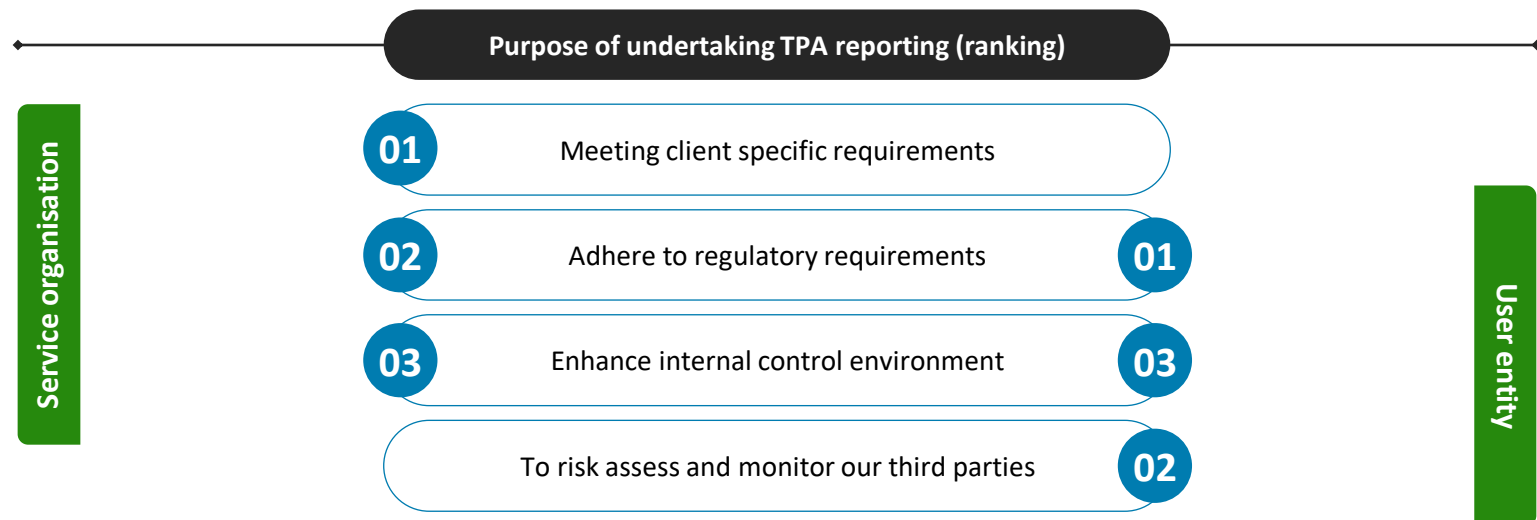 Purpose of undertaking TPA reporting (ranking)
Service organisation
01
Meeting client specific requirements
02
Adhere to regulatory requirements
01
03
Enhance internal control environment
03
To risk assess and monitor our third parties
02
User entity